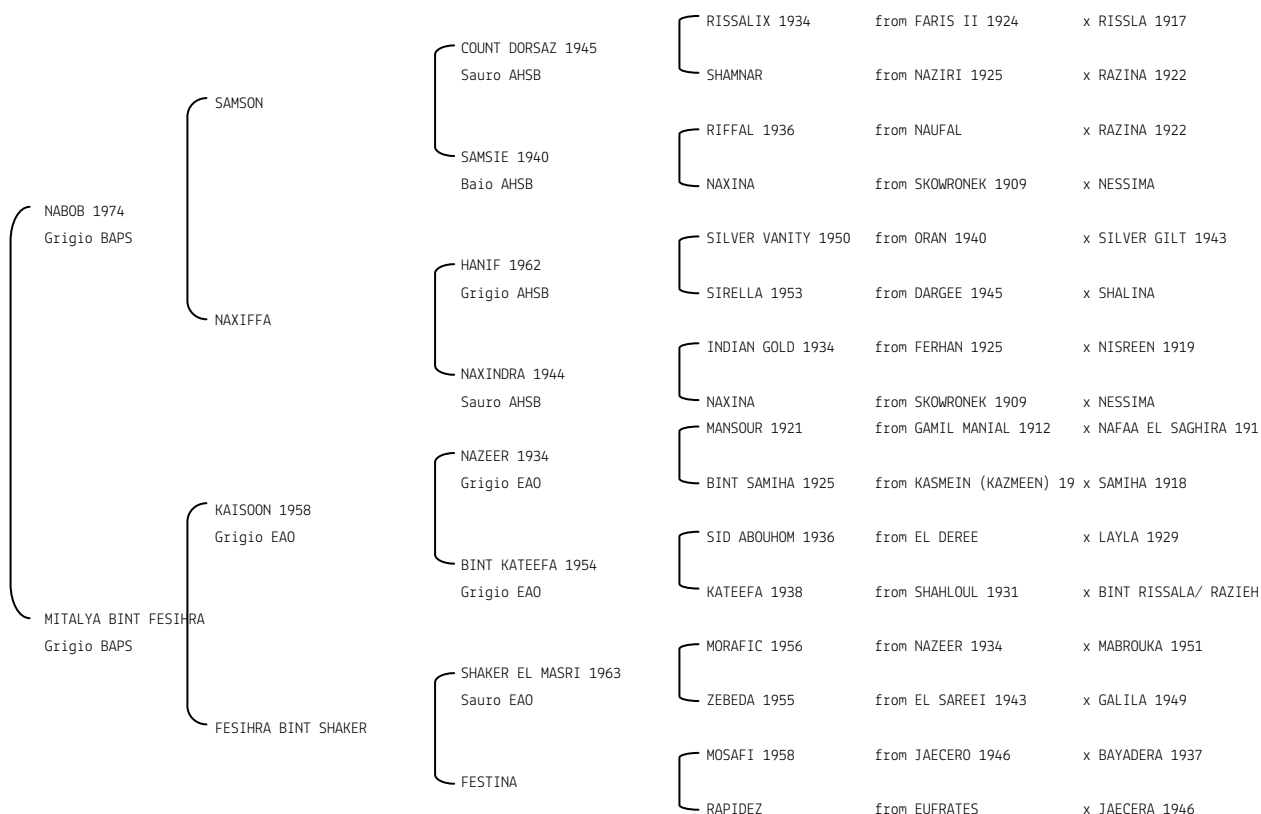 RISSALIX 1934 from FARIS II 1924 x RISSLA 1917
COUNT DORSAZ 1945
Sauro AHSB
SHAMNAR from NAZIRI 1925 x RAZINA 1922
SAMSON
RIFFAL 1936 from NAUFAL x RAZINA 1922
SAMSIE 1940
Baio AHSB
NAXINA from SKOWRONEK 1909 x NESSIMA
NABOB 1974
Grigio BAPS
SILVER VANITY 1950 from ORAN 1940 x SILVER GILT 1943
HANIF 1962
Grigio AHSB
SIRELLA 1953 from DARGEE 1945 x SHALINA
NAXIFFA
INDIAN GOLD 1934 from FERHAN 1925 x NISREEN 1919
NAXINDRA 1944
Sauro AHSB
NAXINA from SKOWRONEK 1909 x NESSIMA
MANSOUR 1921 from GAMIL MANIAL 1912 x NAFAA EL SAGHIRA 191
NAZEER 1934
Grigio EAO
BINT SAMIHA 1925 from KASMEIN (KAZMEEN) 19 x SAMIHA 1918
KAISOON 1958
Grigio EAO
SID ABOUHOM 1936 from EL DEREE x LAYLA 1929
BINT KATEEFA 1954
Grigio EAO
KATEEFA 1938 from SHAHLOUL 1931 x BINT RISSALA/ RAZIEH
MITALYA BINT FESIHRA
Grigio BAPS
MORAFIC 1956 from NAZEER 1934 x MABROUKA 1951
SHAKER EL MASRI 1963
Sauro EAO
ZEBEDA 1955 from EL SAREEI 1943 x GALILA 1949
FESIHRA BINT SHAKER
MOSAFI 1958 from JAECERO 1946 x BAYADERA 1937
FESTINA
RAPIDEZ from EUFRATES x JAECERA 1946